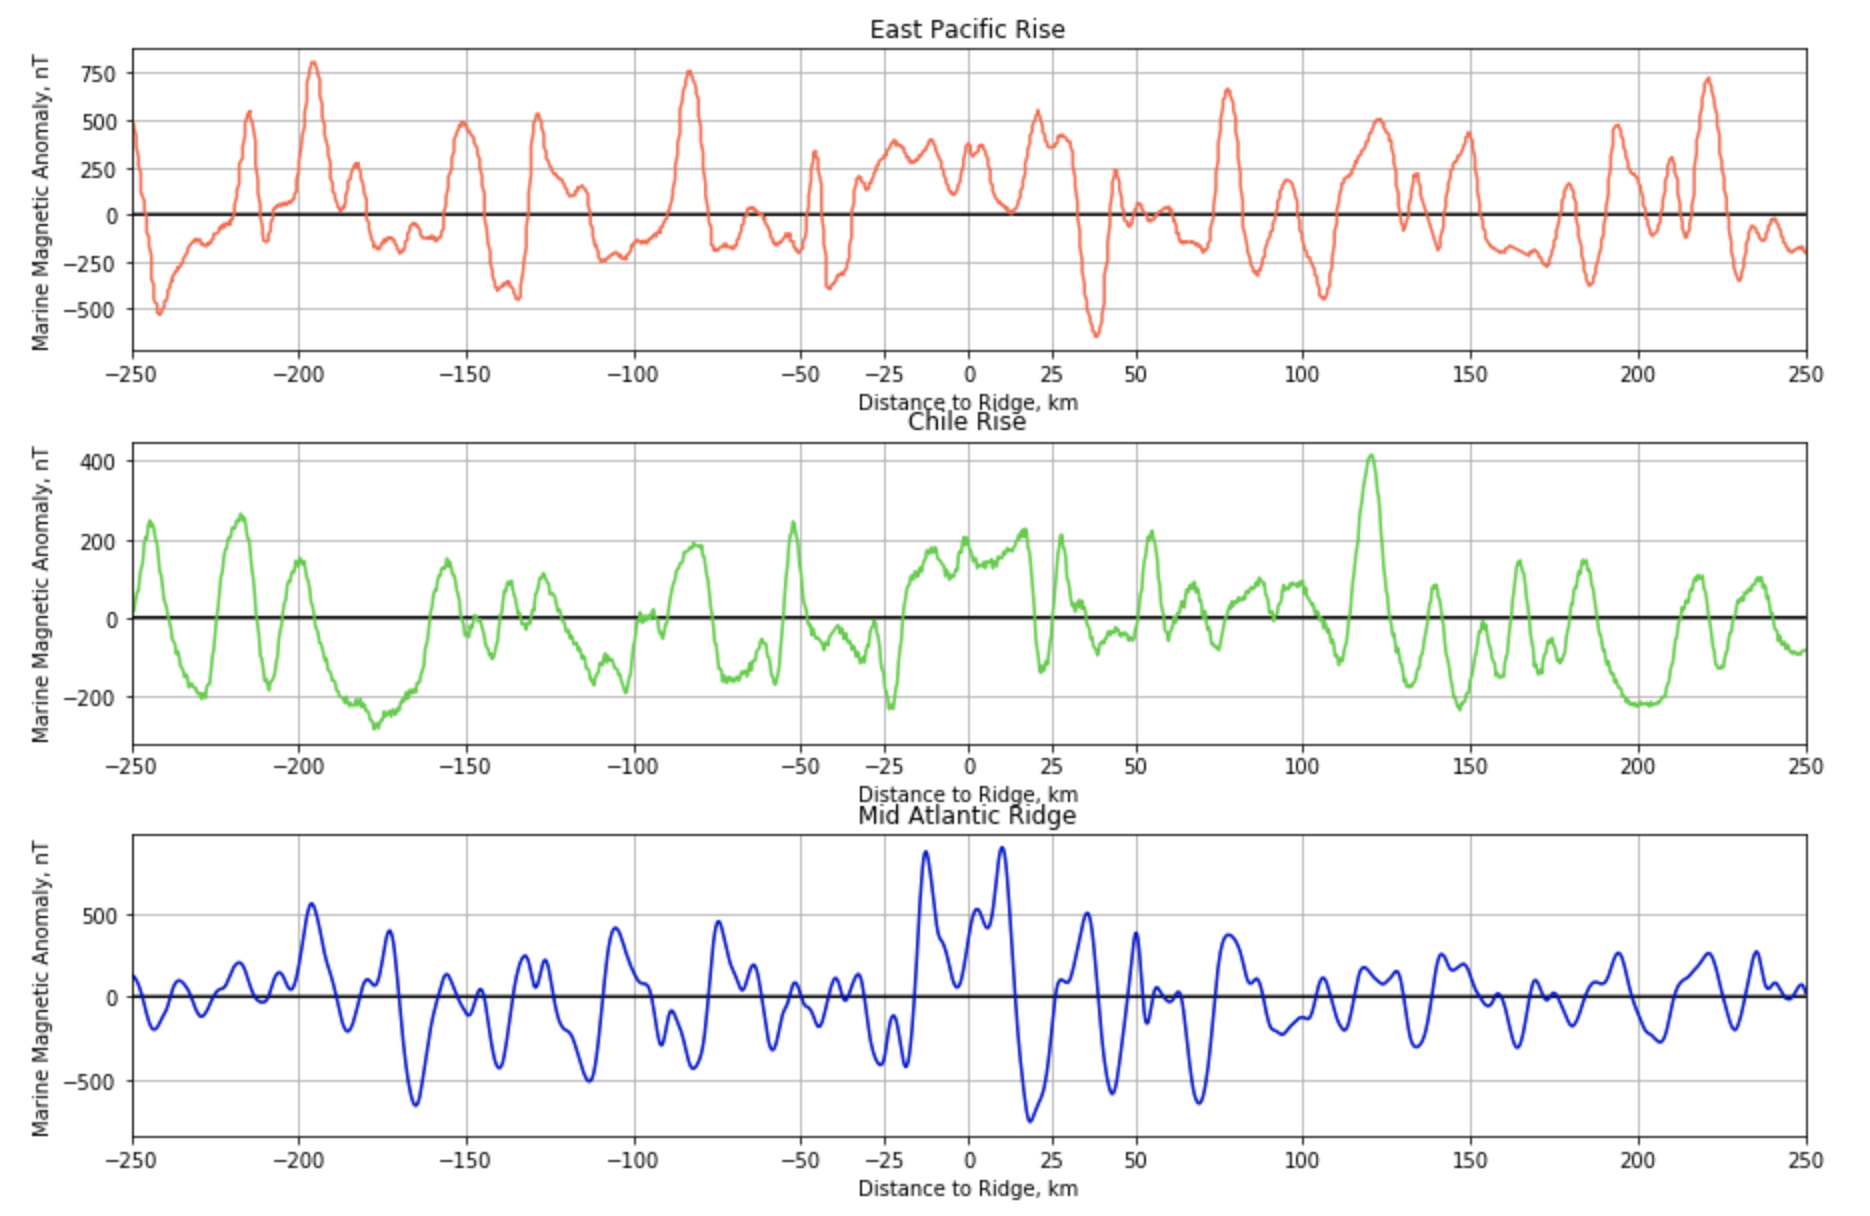 East Pacific Rise
Marine Magnetic Anomaly, nT
750
500
250
0
−250
−500
−250 −200 −150 −100 −50 −25 0 25 50 100 150 200 250
Distance to Ridge, km
Chile Rise
Marine Magnetic Anomaly, nT
400
200
0
−200
−250 −200 −150 −100 −50 −25 0 25 50 100 150 200 250
Distance to Ridge, km
Mid Atlantic Ridge
Marine Magnetic Anomaly, nT
500
0
−500
−250 −200 −150 −100 −50 −25 0 25 50 100 150 200 250
Distance to Ridge, km